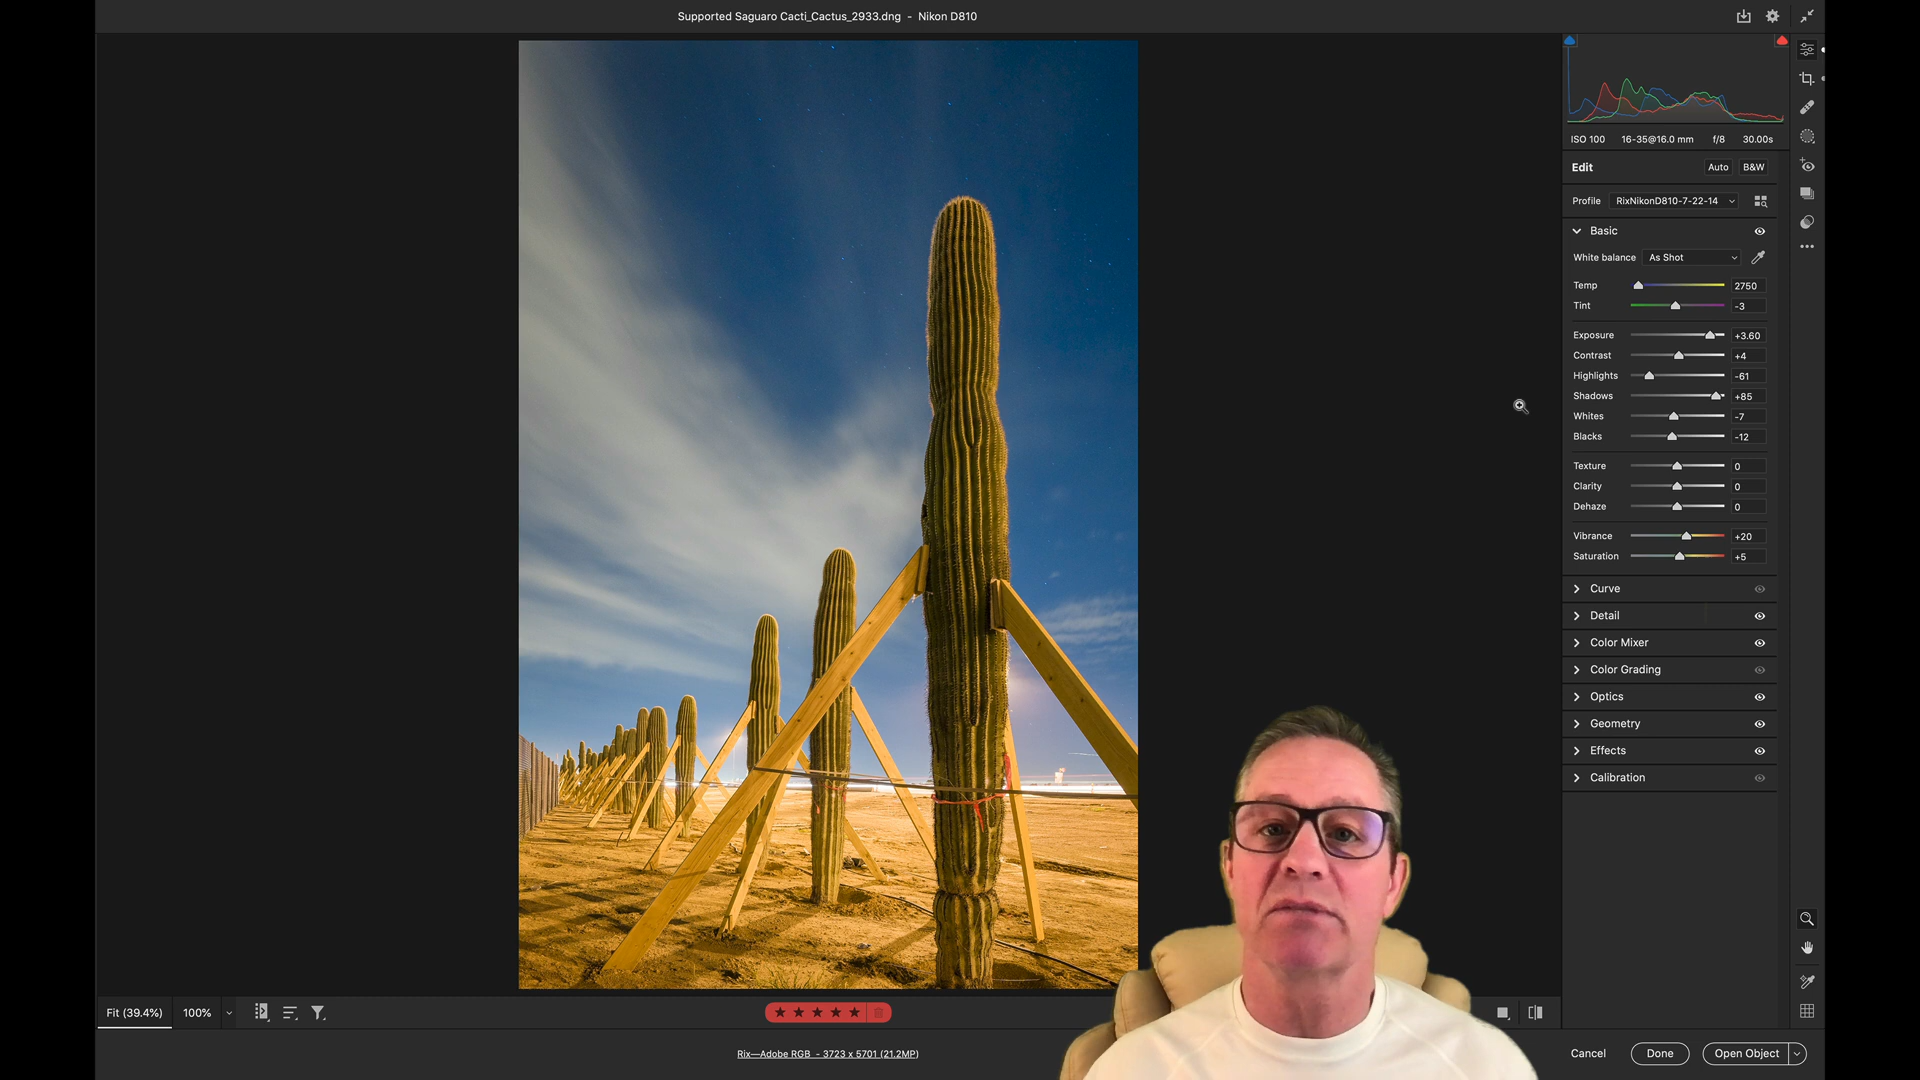 Supported Saguaro Cacti_Cactus_2933.dng - Nikon D810
ISO 100 16-35@16.0 mm f/8 30.00s
Edit Auto B&W
Profile RixNikonD810-7-22-14
Basic
White balance As Shot
Temp 2750
Tint -3
Exposure +3.60
Contrast +4
Highlights -61
Shadows +85
Whites -7
Blacks -12
Texture 0
Clarity 0
Dehaze 0
Vibrance +20
Saturation +5
Curve
Detail
Color Mixer
Color Grading
Optics
Geometry
Effects
Calibration
Fit (39.4%) 100%
Rix—Adobe RGB - 3723 x 5701 (21.2MP)
Cancel Done Open Object